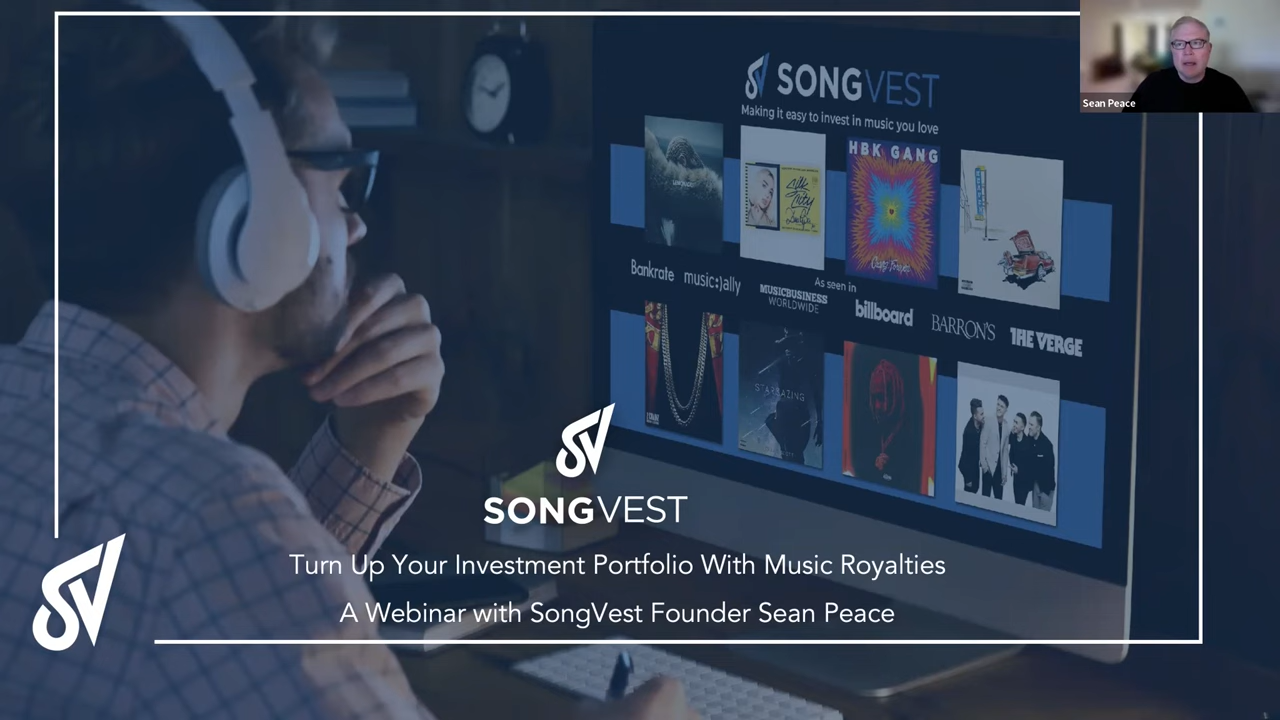 SONGVEST
Making it easy to invest in music you love
Sean Peace
HBK GANG
As seen in
Bankrate
music:)ally
MUSICBUSINESS
WORLDWIDE
billboard
BARRON'S
THE VERGE
STARGAZING
SONGVEST
Turn Up Your Investment Portfolio With Music Royalties
A Webinar with SongVest Founder Sean Peace